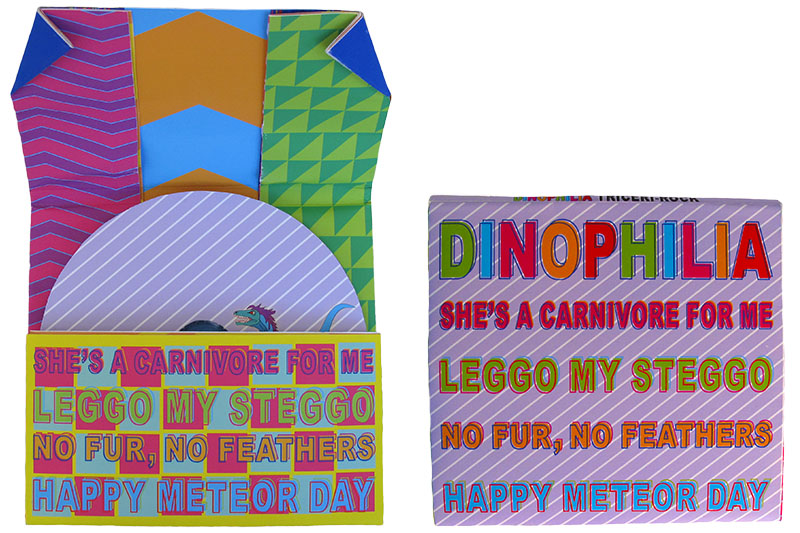 SHE'S A CARNIVORE FOR ME
LEGGO MY STEGGO
NO FUR, NO FEATHERS
HAPPY METEOR DAY
DINOPHILIA TRICERI-ROCK
DINOPHILIA
SHE'S A CARNIVORE FOR ME
LEGGO MY STEGGO
NO FUR, NO FEATHERS
HAPPY METEOR DAY